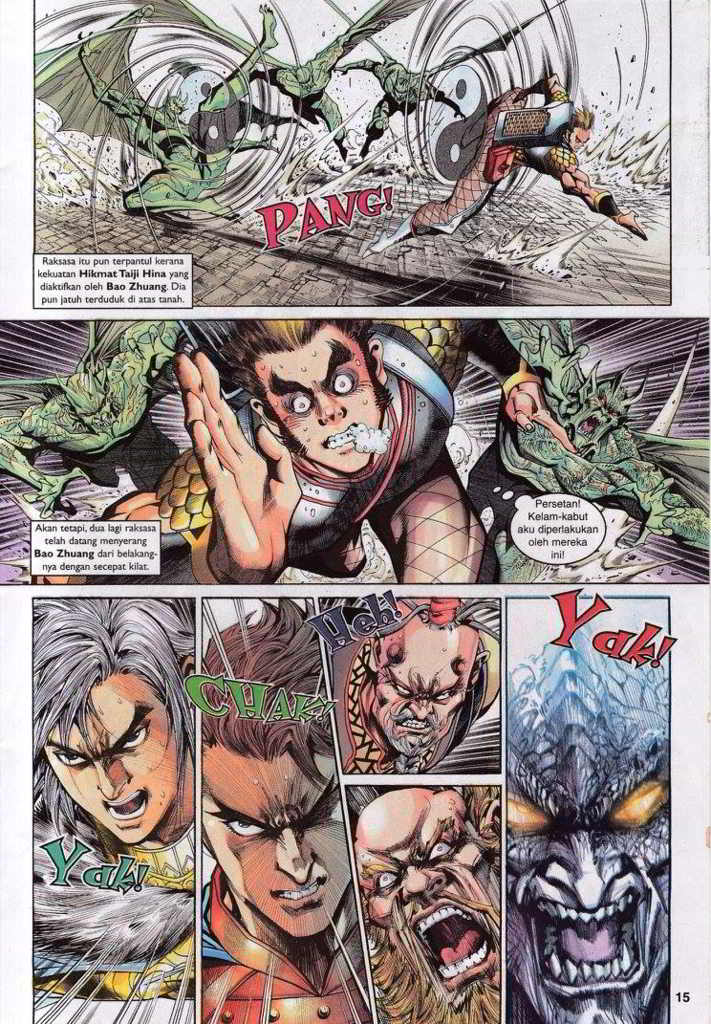 PANG!
Raksasa itu pun terpantul kerana
kekuatan Hikmat Taiji Hina yang
diaktifkan oleh Bao Zhuang. Dia
pun jatuh terduduk di atas tanah.
Akan tetapi, dua lagi raksasa
telah datang menyerang
Bao Zhuang dari belakang-
nya dengan secepat kilat.
Persetan!
Kelam-kabut
aku diperlakukan
oleh mereka
ini!
Yak!
CHAK!
Heh!
Yak!
15